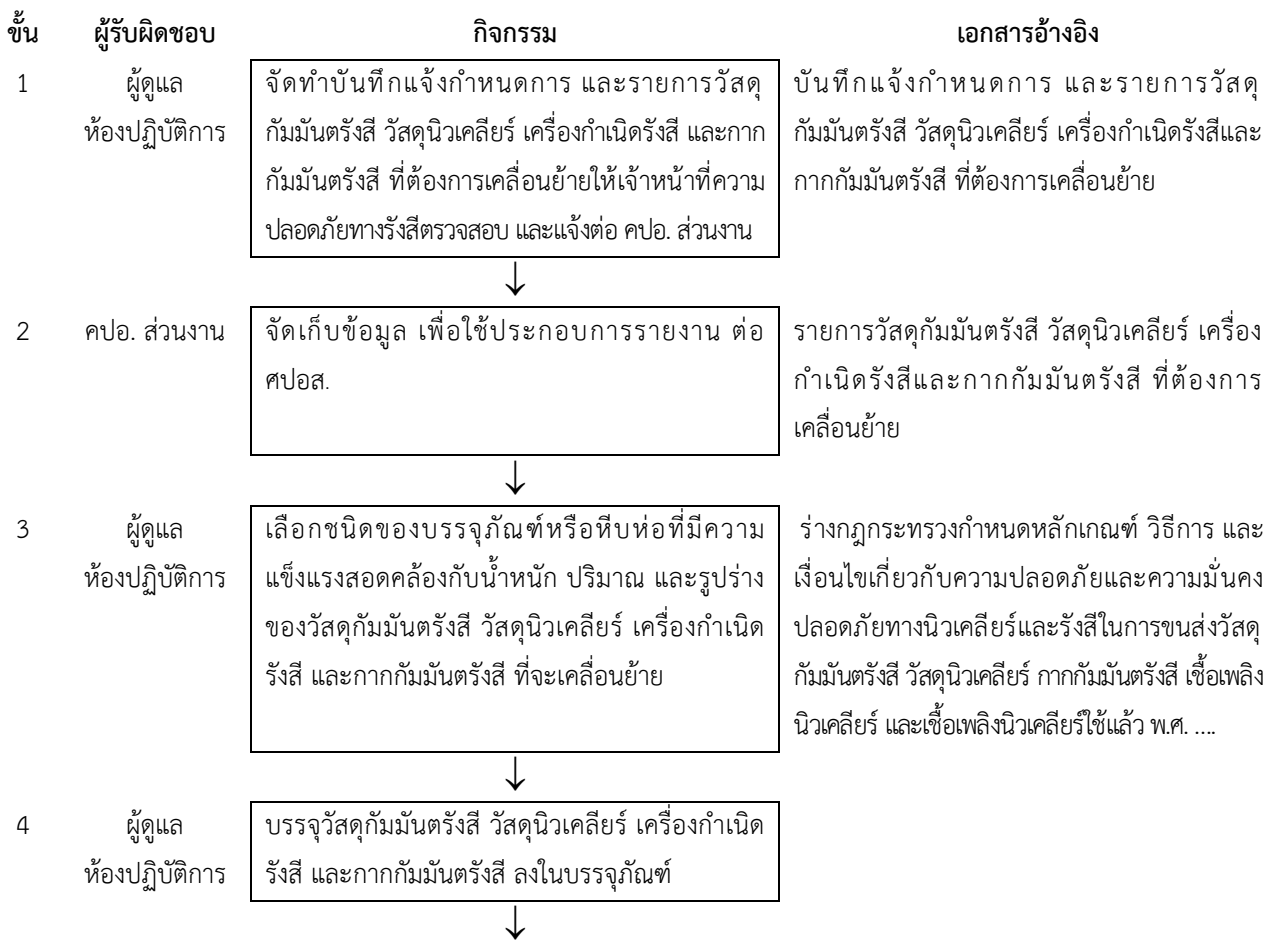 ขั้น ผู้รับผิดชอบ กิจกรรม เอกสารอ้างอิง
1 ผู้ดูแล
ห้องปฏิบัติการ
จัดทำบันทึกแจ้งกำหนดการ และรายการวัสดุ
กัมมันตรังสี วัสดุนิวเคลียร์ เครื่องกำเนิดรังสี และกาก
กัมมันตรังสี ที่ต้องการเคลื่อนย้ายให้เจ้าหน้าที่ความ
ปลอดภัยทางรังสีตรวจสอบ และแจ้งต่อ คปอ. ส่วนงาน
บันทึกแจ้งกำหนดการ และรายการวัสดุ
กัมมันตรังสี วัสดุนิวเคลียร์ เครื่องกำเนิดรังสีและ
กากกัมมันตรังสี ที่ต้องการเคลื่อนย้าย
↓
2 คปอ. ส่วนงาน
จัดเก็บข้อมูล เพื่อใช้ประกอบการรายงาน ต่อ
ศปอส.
รายการวัสดุกัมมันตรังสี วัสดุนิวเคลียร์ เครื่อง
กำเนิดรังสีและกากกัมมันตรังสี ที่ต้องการ
เคลื่อนย้าย
↓
3 ผู้ดูแล
ห้องปฏิบัติการ
เลือกชนิดของบรรจุภัณฑ์หรือหีบห่อที่มีความ
แข็งแรงสอดคล้องกับน้ำหนัก ปริมาณ และรูปร่าง
ของวัสดุกัมมันตรังสี วัสดุนิวเคลียร์ เครื่องกำเนิด
รังสี และกากกัมมันตรังสี ที่จะเคลื่อนย้าย
ร่างกฎกระทรวงกำหนดหลักเกณฑ์ วิธีการ และ
เงื่อนไขเกี่ยวกับความปลอดภัยและความมั่นคง
ปลอดภัยทางนิวเคลียร์และรังสีในการขนส่งวัสดุ
กัมมันตรังสี วัสดุนิวเคลียร์ กากกัมมันตรังสี เชื้อเพลิง
นิวเคลียร์ และเชื้อเพลิงนิวเคลียร์ใช้แล้ว พ.ศ. ....
↓
4 ผู้ดูแล
ห้องปฏิบัติการ
บรรจุวัสดุกัมมันตรังสี วัสดุนิวเคลียร์ เครื่องกำเนิด
รังสี และกากกัมมันตรังสี ลงในบรรจุภัณฑ์
↓